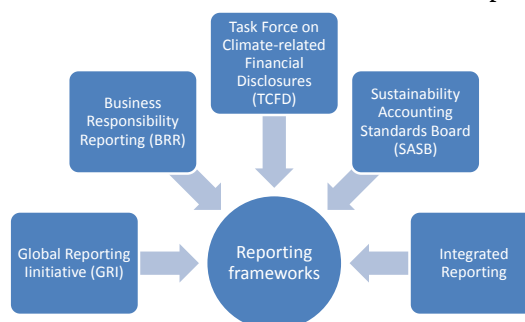 Task Force on
Climate-related
Financial
Disclosures
(TCFD)
Business
Responsibility
Reporting (BRR)
Sustainability
Accounting
Standards Board
(SASB)
Global Reporting
Iinitiative (GRI)
Reporting
frameworks
Integrated
Reporting